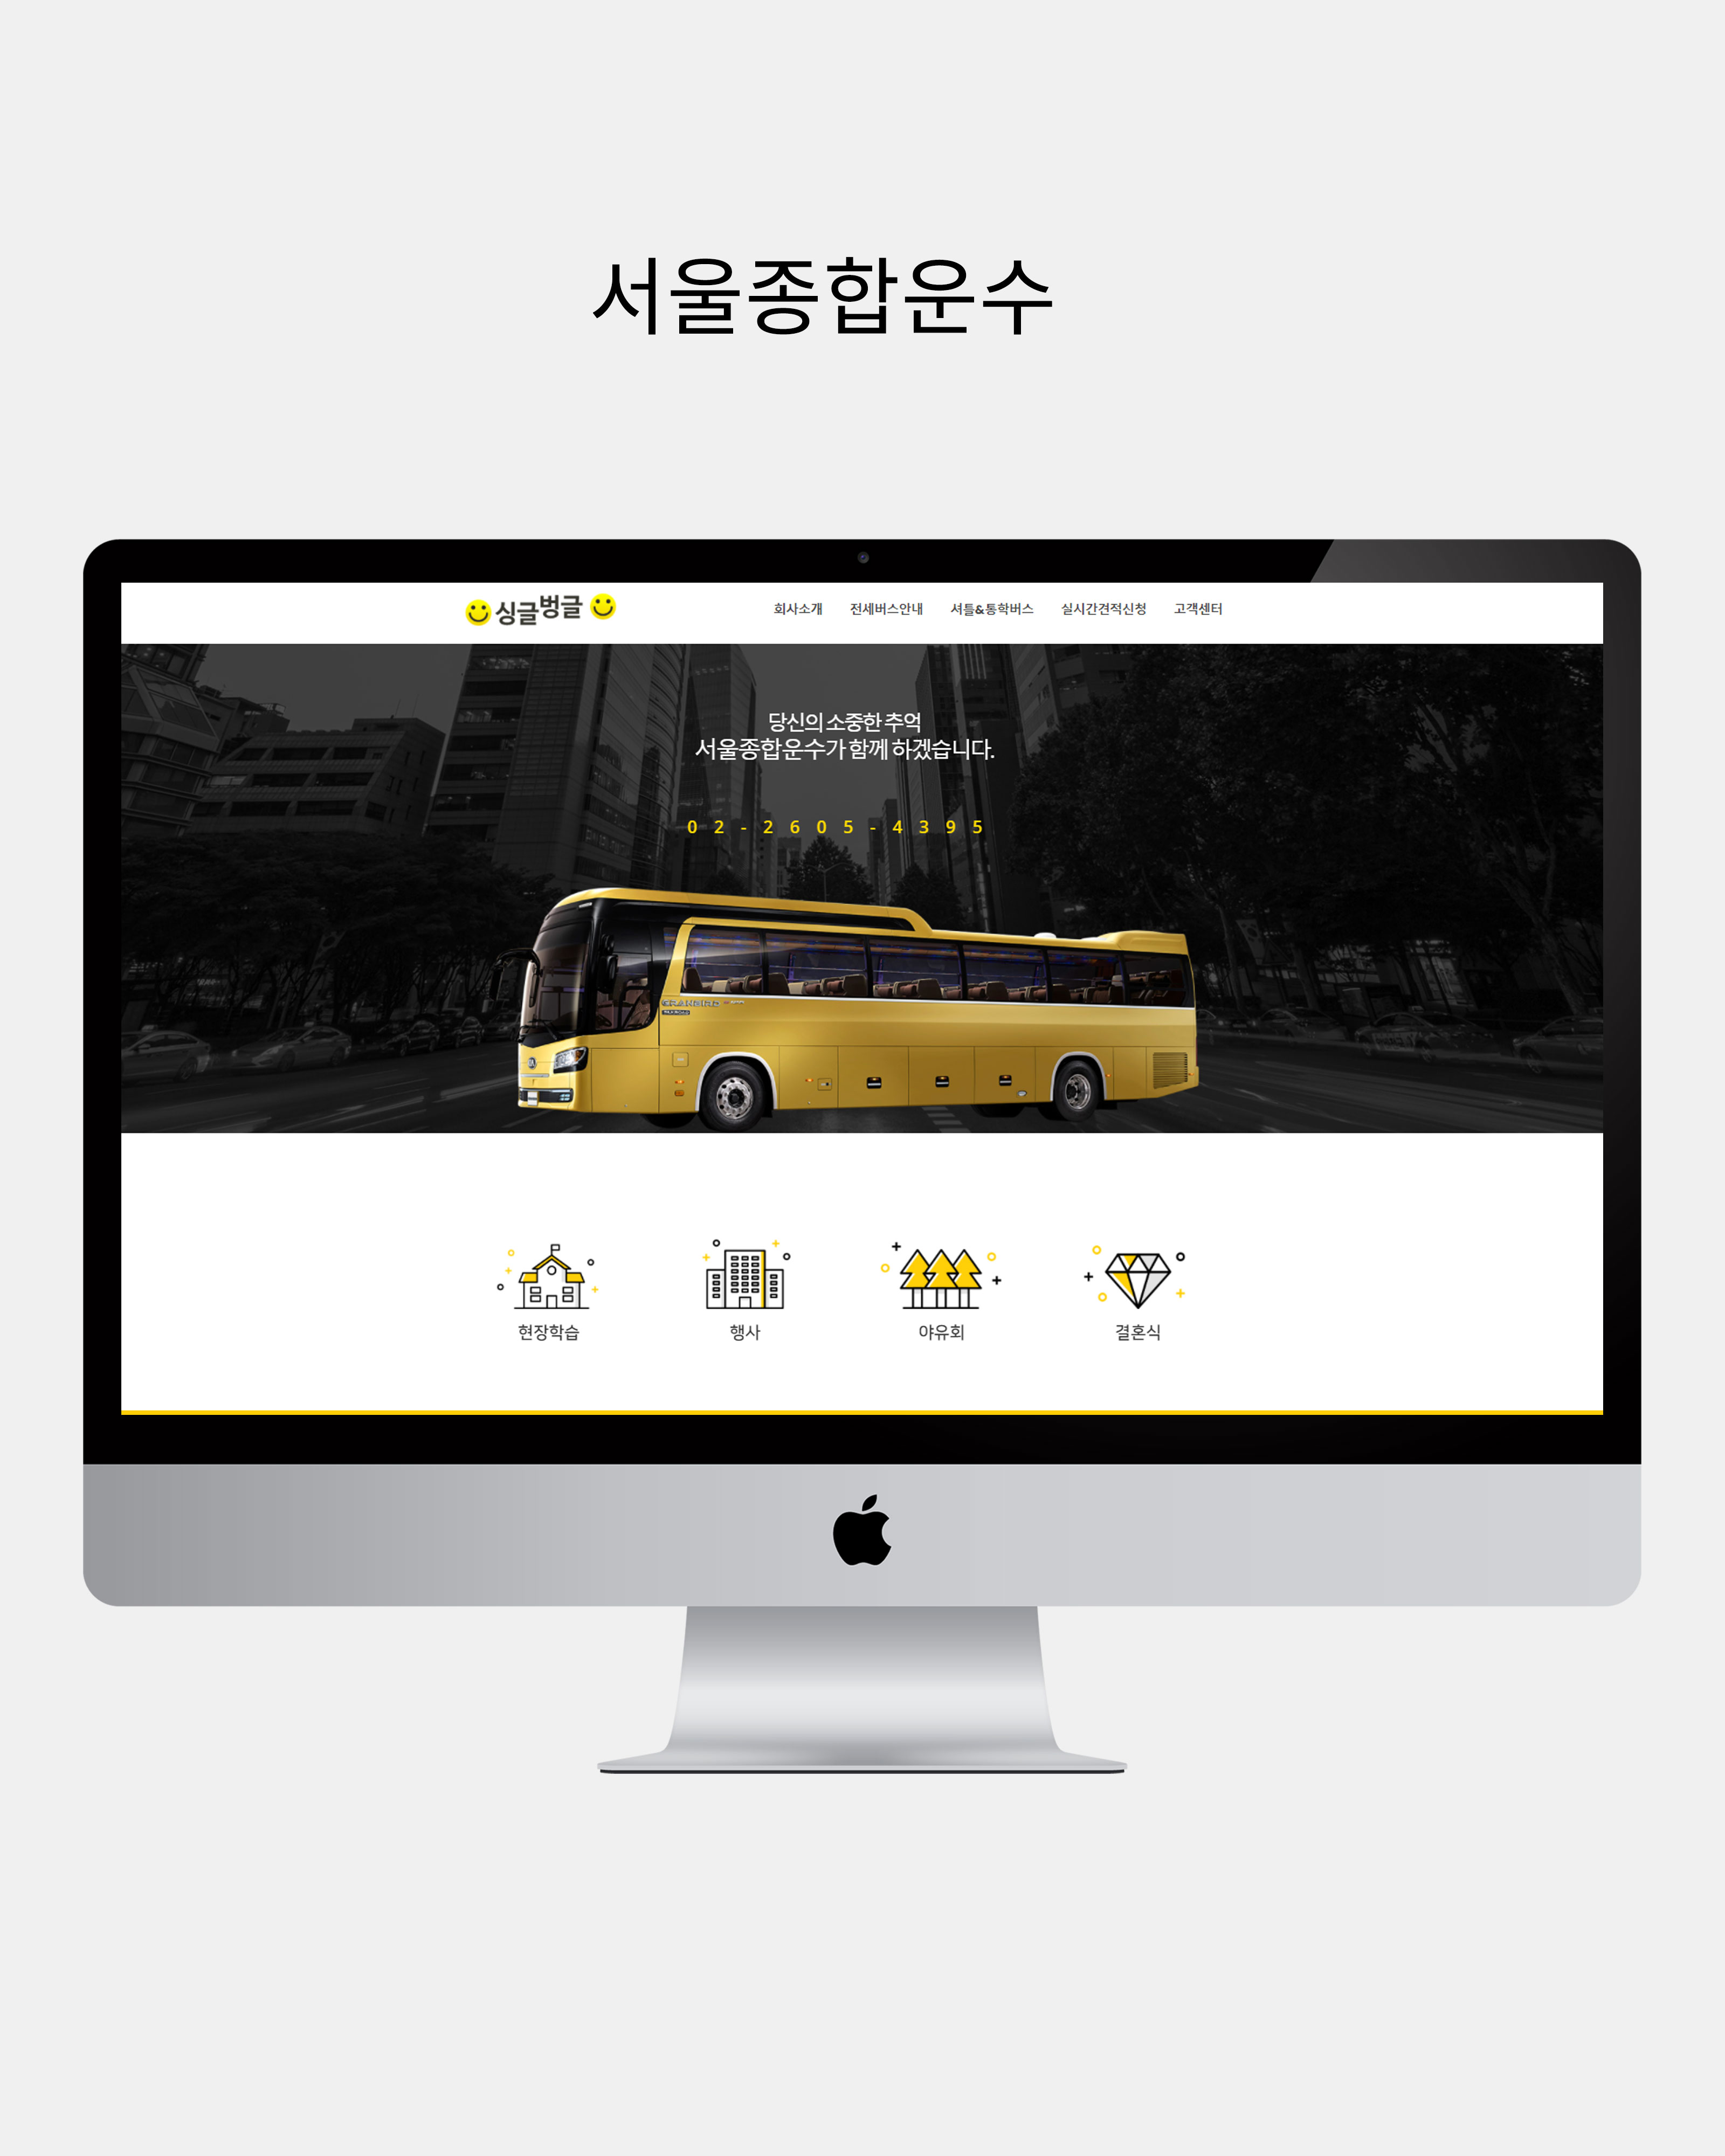 서울종합운수
싱글벙글
회사소개 전세버스안내 셔틀&통학버스 실시간견적신청 고객센터
당신의 소중한 추억
서울종합운수가 함께 하겠습니다.
02-2605-4395
현장학습 행사 야유회 결혼식